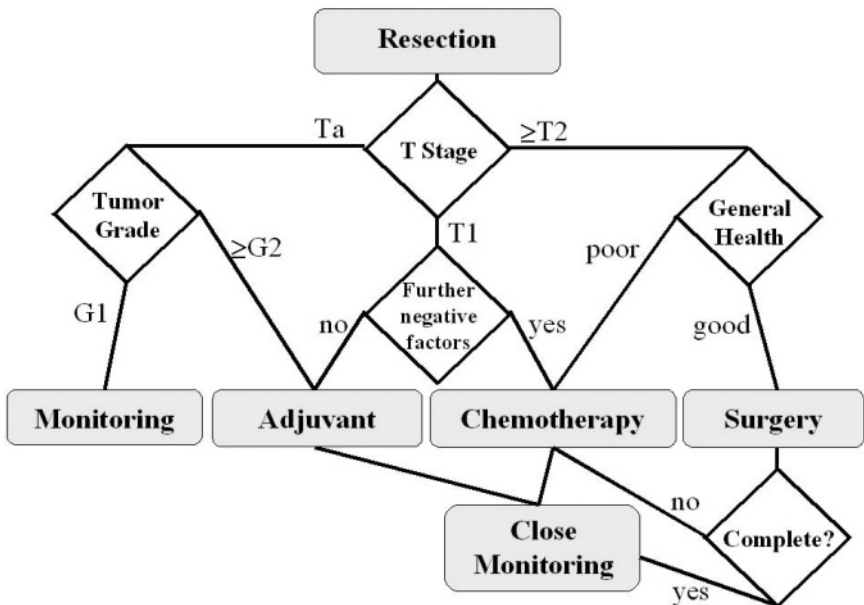 Resection
Ta
T Stage
≥T2
Tumor
Grade
General
Health
T1
≥G2
poor
G1
no
Further
negative
factors
yes
good
Monitoring
Adjuvant
Chemotherapy
Surgery
no
Close
Monitoring
Complete?
yes